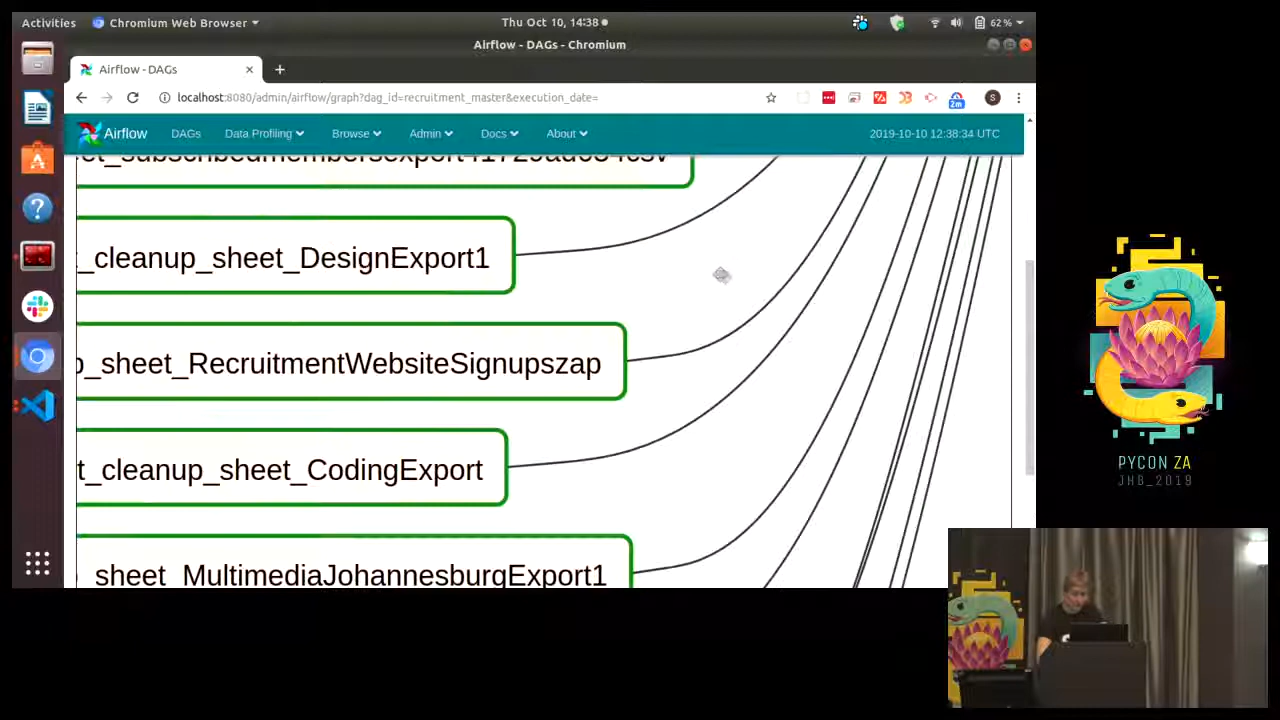 Activities
Chromium Web Browser
Thu Oct 10, 14:38
62%
Airflow - DAGs - Chromium
Airflow - DAGs
localhost:8080/admin/airflow/graph?dag_id=recruitment_master&execution_date=
Airflow
DAGs
Data Profiling
Browse
Admin
Docs
About
2019-10-10 12:38:34 UTC
_cleanup_sheet_DesignExport1
_sheet_RecruitmentWebsiteSignupszap
t_cleanup_sheet_CodingExport
_sheet_MultimediaJohannesburgExport1
PYCON ZA
JHB_2019